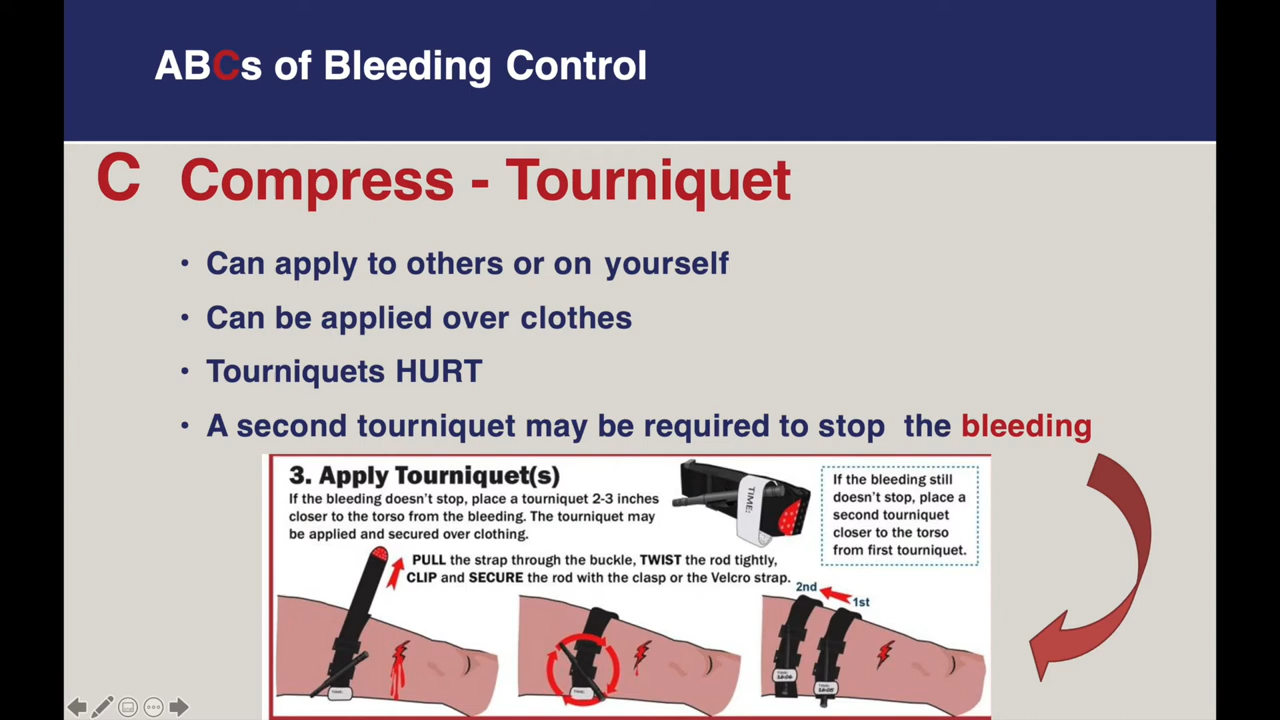 ABCs of Bleeding Control
C Compress - Tourniquet
• Can apply to others or on yourself
• Can be applied over clothes
• Tourniquets HURT
• A second tourniquet may be required to stop the bleeding
3. Apply Tourniquet(s)
If the bleeding doesn't stop, place a tourniquet 2-3 inches
closer to the torso from the bleeding. The tourniquet may
be applied and secured over clothing.
TIME:
If the bleeding still
doesn't stop, place a
second tourniquet
closer to the torso
from first tourniquet.
PULL the strap through the buckle, TWIST the rod tightly,
CLIP and SECURE the rod with the clasp or the Velcro strap.
2nd
1st
TIME:
TIME: